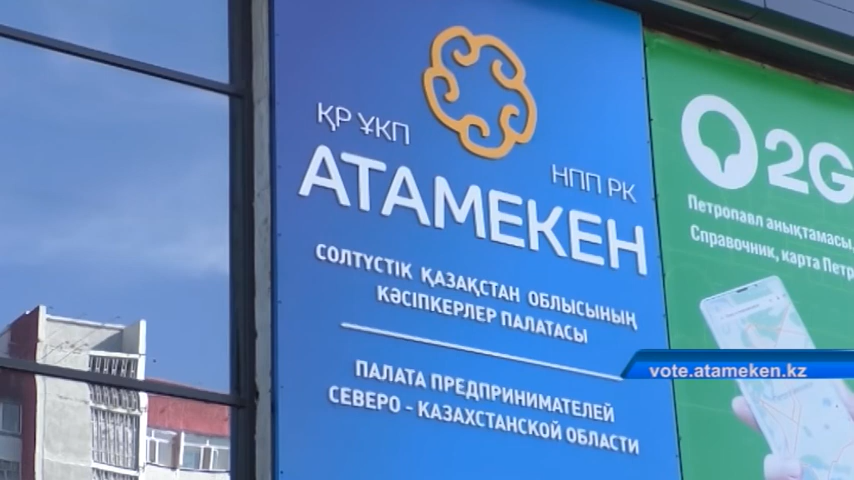 ҚР ҰКП
НПП РК
АТАМЕКЕН
СОЛТҮСТІК ҚАЗАҚСТАН ОБЛЫСЫНЫҢ
КӘСІПКЕРЛЕР ПАЛАТАСЫ
ПАЛАТА ПРЕДПРИНИМАТЕЛЕЙ
СЕВЕРО - КАЗАХСТАНСКОЙ ОБЛАСТИ
2G
Петропавл анықтамасы,
Справочник, карта Петр
vote.atameken.kz